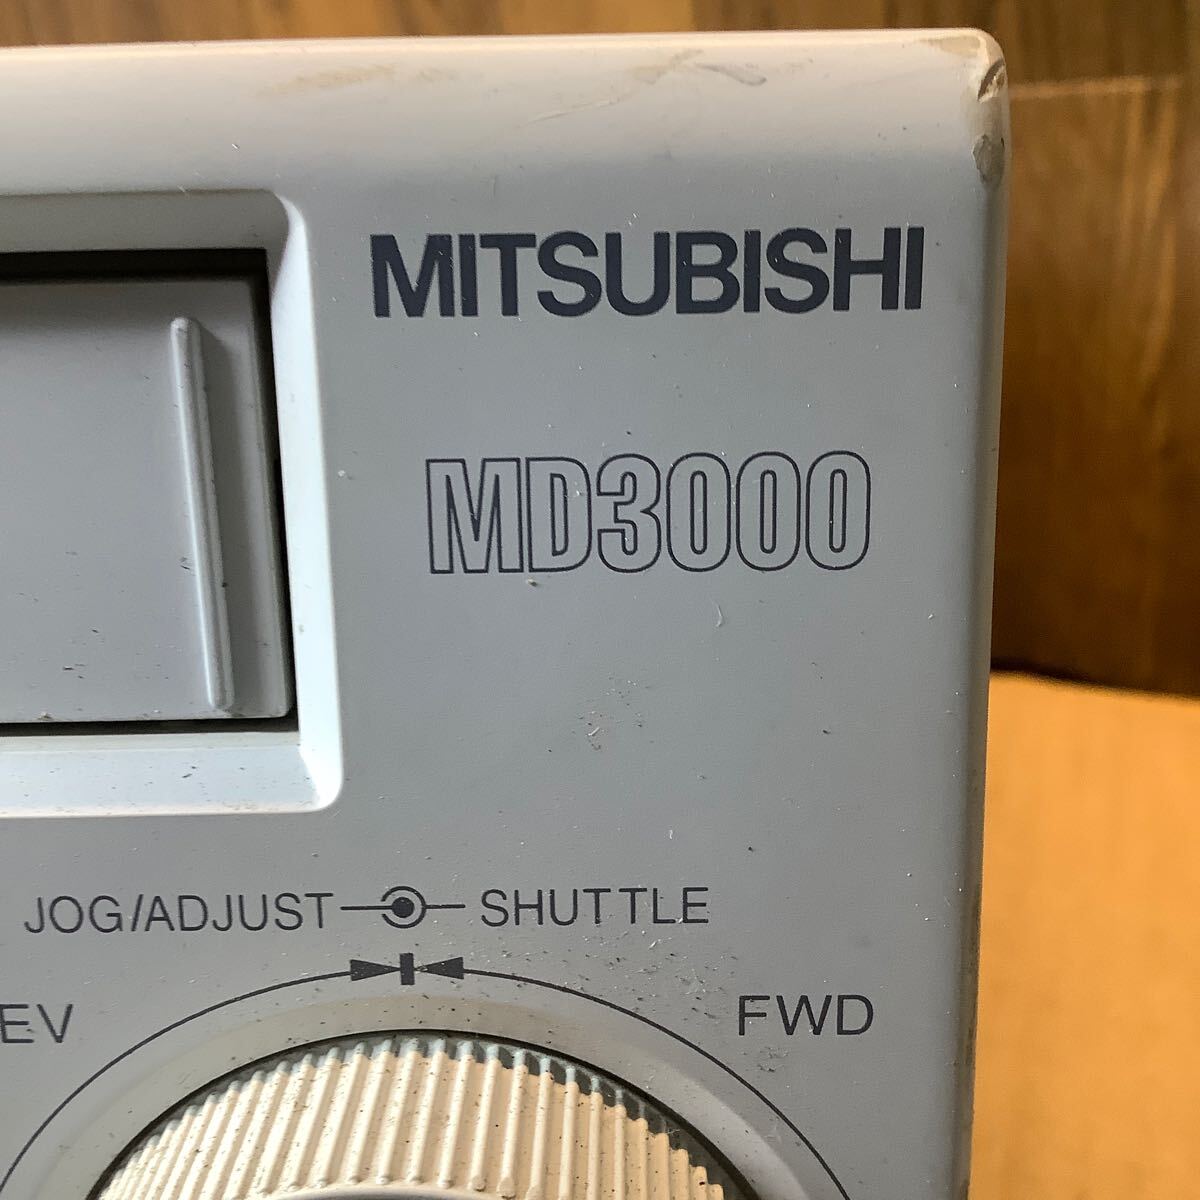 MITSUBISHI
MD3000
JOG/ADJUST SHUTTLE
EV FWD